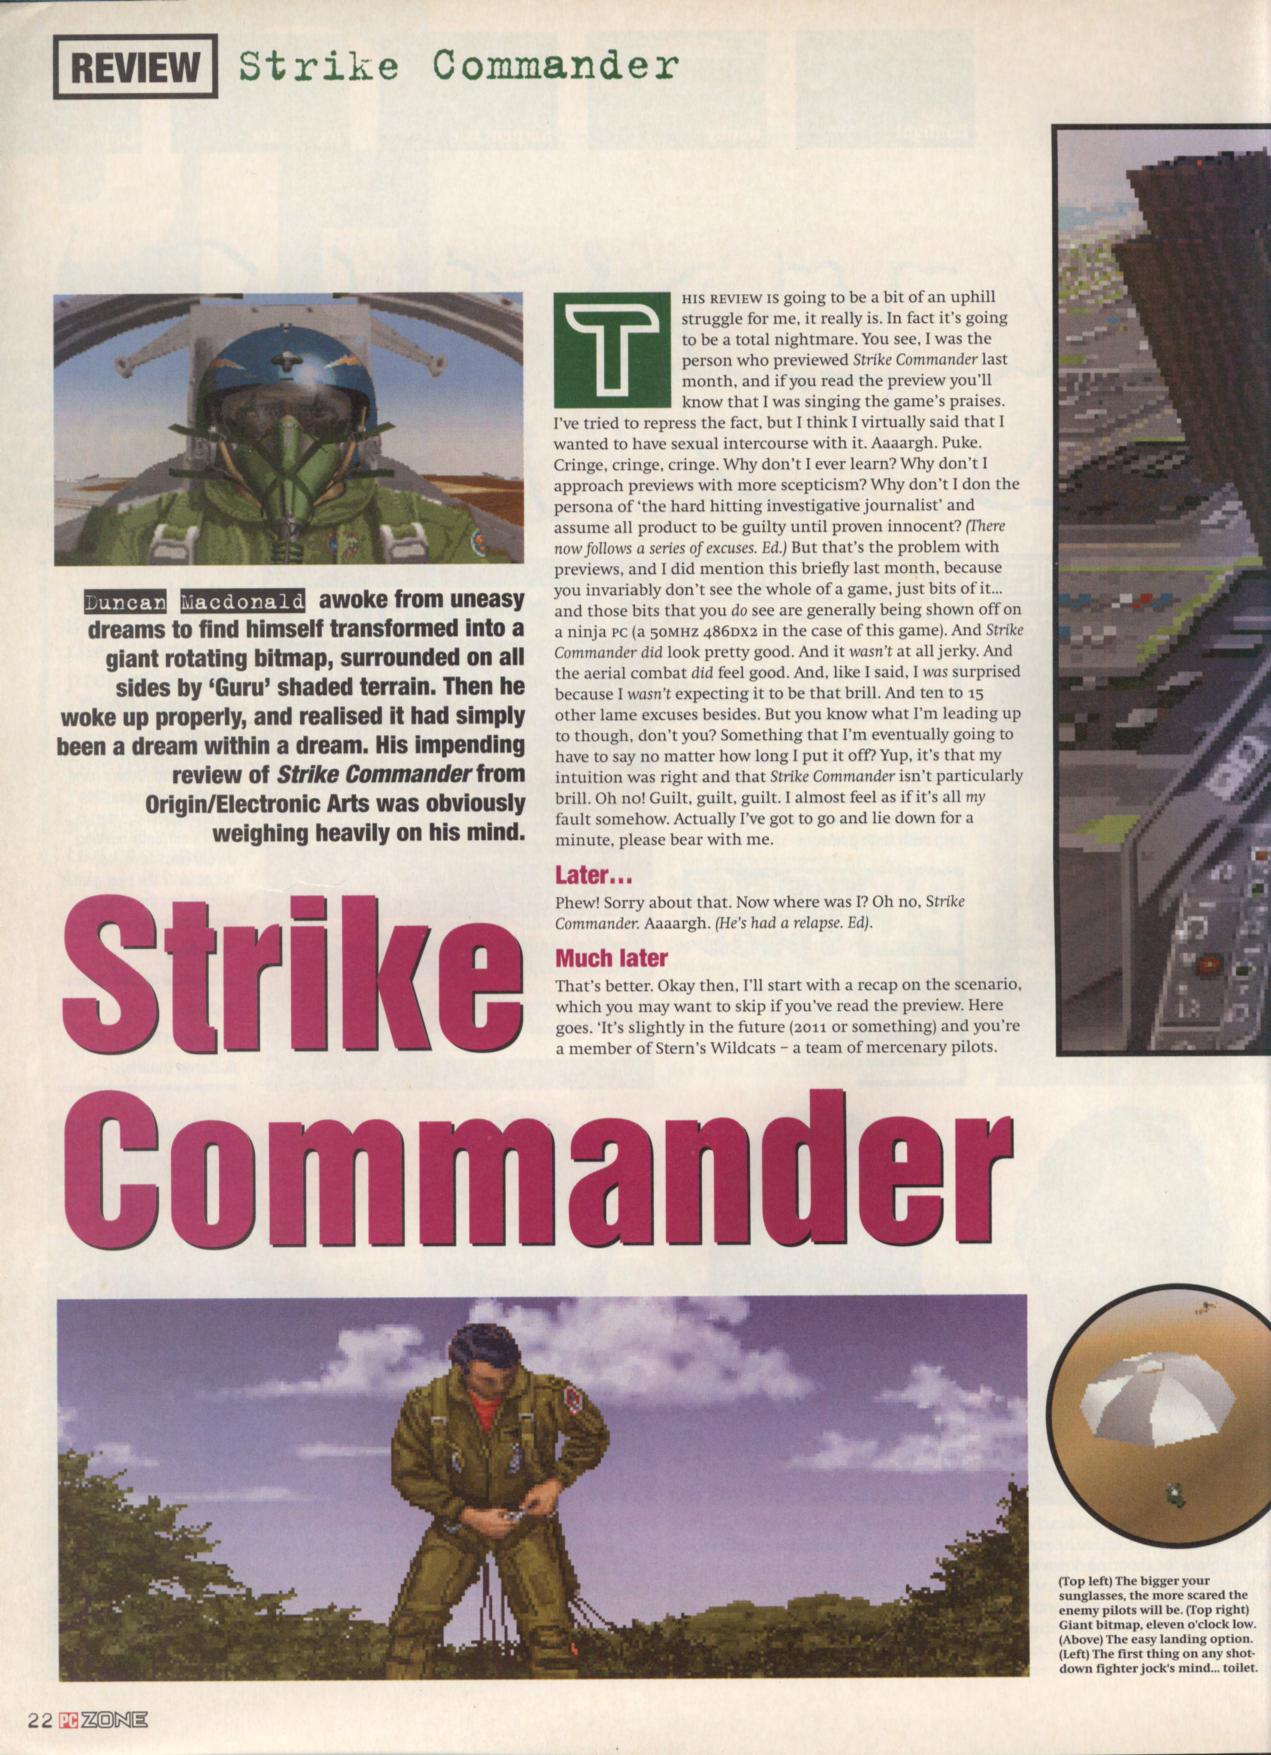 REVIEW Strike Commander
Duncan Macdonald awoke from uneasy
dreams to find himself transformed into a
giant rotating bitmap, surrounded on all
sides by ‘Guru’ shaded terrain. Then he
woke up properly, and realised it had simply
been a dream within a dream. His impending
review of Strike Commander from
Origin/Electronic Arts was obviously
weighing heavily on his mind.
Strike
Commander
THIS REVIEW IS going to be a bit of an uphill
struggle for me, it really is. In fact it's going
to be a total nightmare. You see, I was the
person who previewed Strike Commander last
month, and if you read the preview you'll
know that I was singing the game's praises.
I've tried to repress the fact, but I think I virtually said that I
wanted to have sexual intercourse with it. Aaaargh. Puke.
Cringe, cringe, cringe. Why don't I ever learn? Why don't I
approach previews with more scepticism? Why don't I don the
persona of ‘the hard hitting investigative journalist’ and
assume all product to be guilty until proven innocent? (There
now follows a series of excuses. Ed.) But that's the problem with
previews, and I did mention this briefly last month, because
you invariably don't see the whole of a game, just bits of it...
and those bits that you do see are generally being shown off on
a ninja PC (a 50MHZ 486DX2 in the case of this game). And Strike
Commander did look pretty good. And it wasn't at all jerky. And
the aerial combat did feel good. And, like I said, I was surprised
because I wasn't expecting it to be that brill. And ten to 15
other lame excuses besides. But you know what I'm leading up
to though, don't you? Something that I'm eventually going to
have to say no matter how long I put it off? Yup, it's that my
intuition was right and that Strike Commander isn't particularly
brill. Oh no! Guilt, guilt, guilt. I almost feel as if it's all my
fault somehow. Actually I've got to go and lie down for a
minute, please bear with me.
Later...
Phew! Sorry about that. Now where was I? Oh no, Strike
Commander. Aaaargh. (He's had a relapse. Ed).
Much later
That's better. Okay then, I'll start with a recap on the scenario,
which you may want to skip if you've read the preview. Here
goes. ‘It's slightly in the future (2011 or something) and you're
a member of Stern's Wildcats – a team of mercenary pilots.
(Top left) The bigger your
sunglasses, the more scared the
enemy pilots will be. (Top right)
Giant bitmap, eleven o'clock low.
(Above) The easy landing option.
(Left) The first thing on any shot-
down fighter jock's mind... toilet.
22 PC ZONE